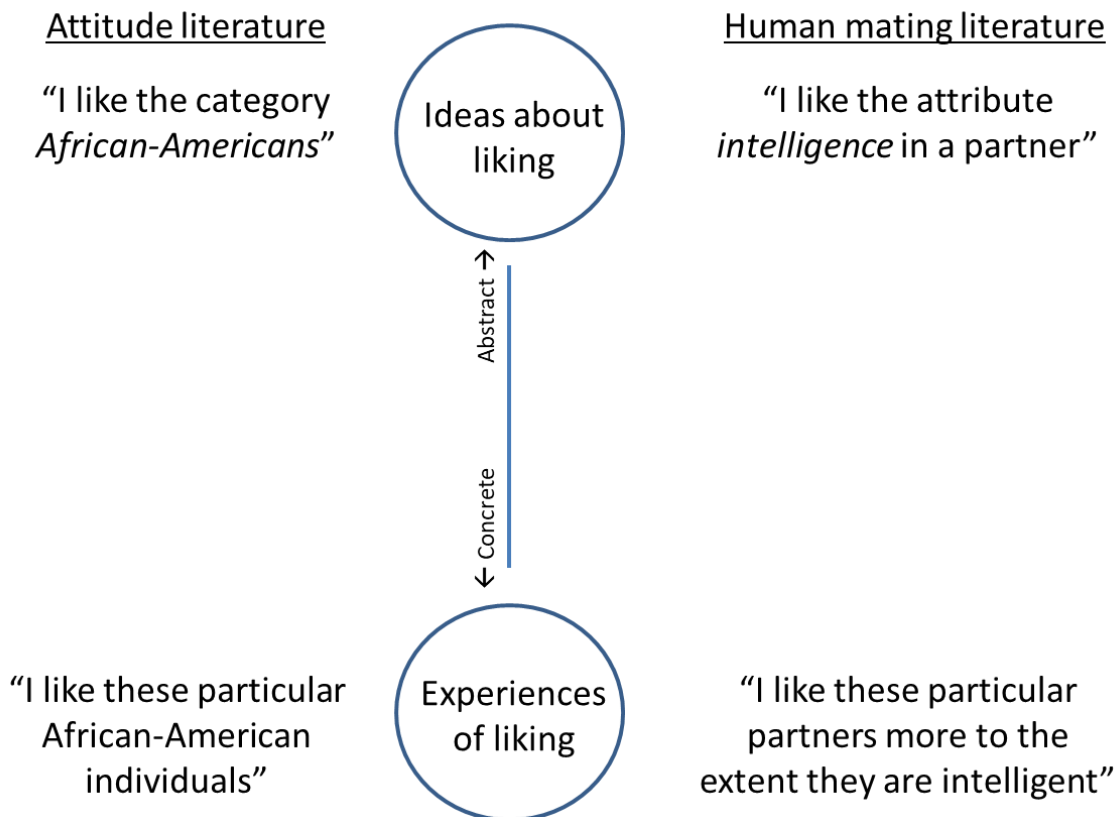 Attitude literature
“I like the category
African-Americans”
Ideas about
liking
Human mating literature
“I like the attribute
intelligence in a partner”
Abstract →
← Concrete
“I like these particular
African-American
individuals”
Experiences
of liking
“I like these particular
partners more to the
extent they are intelligent”